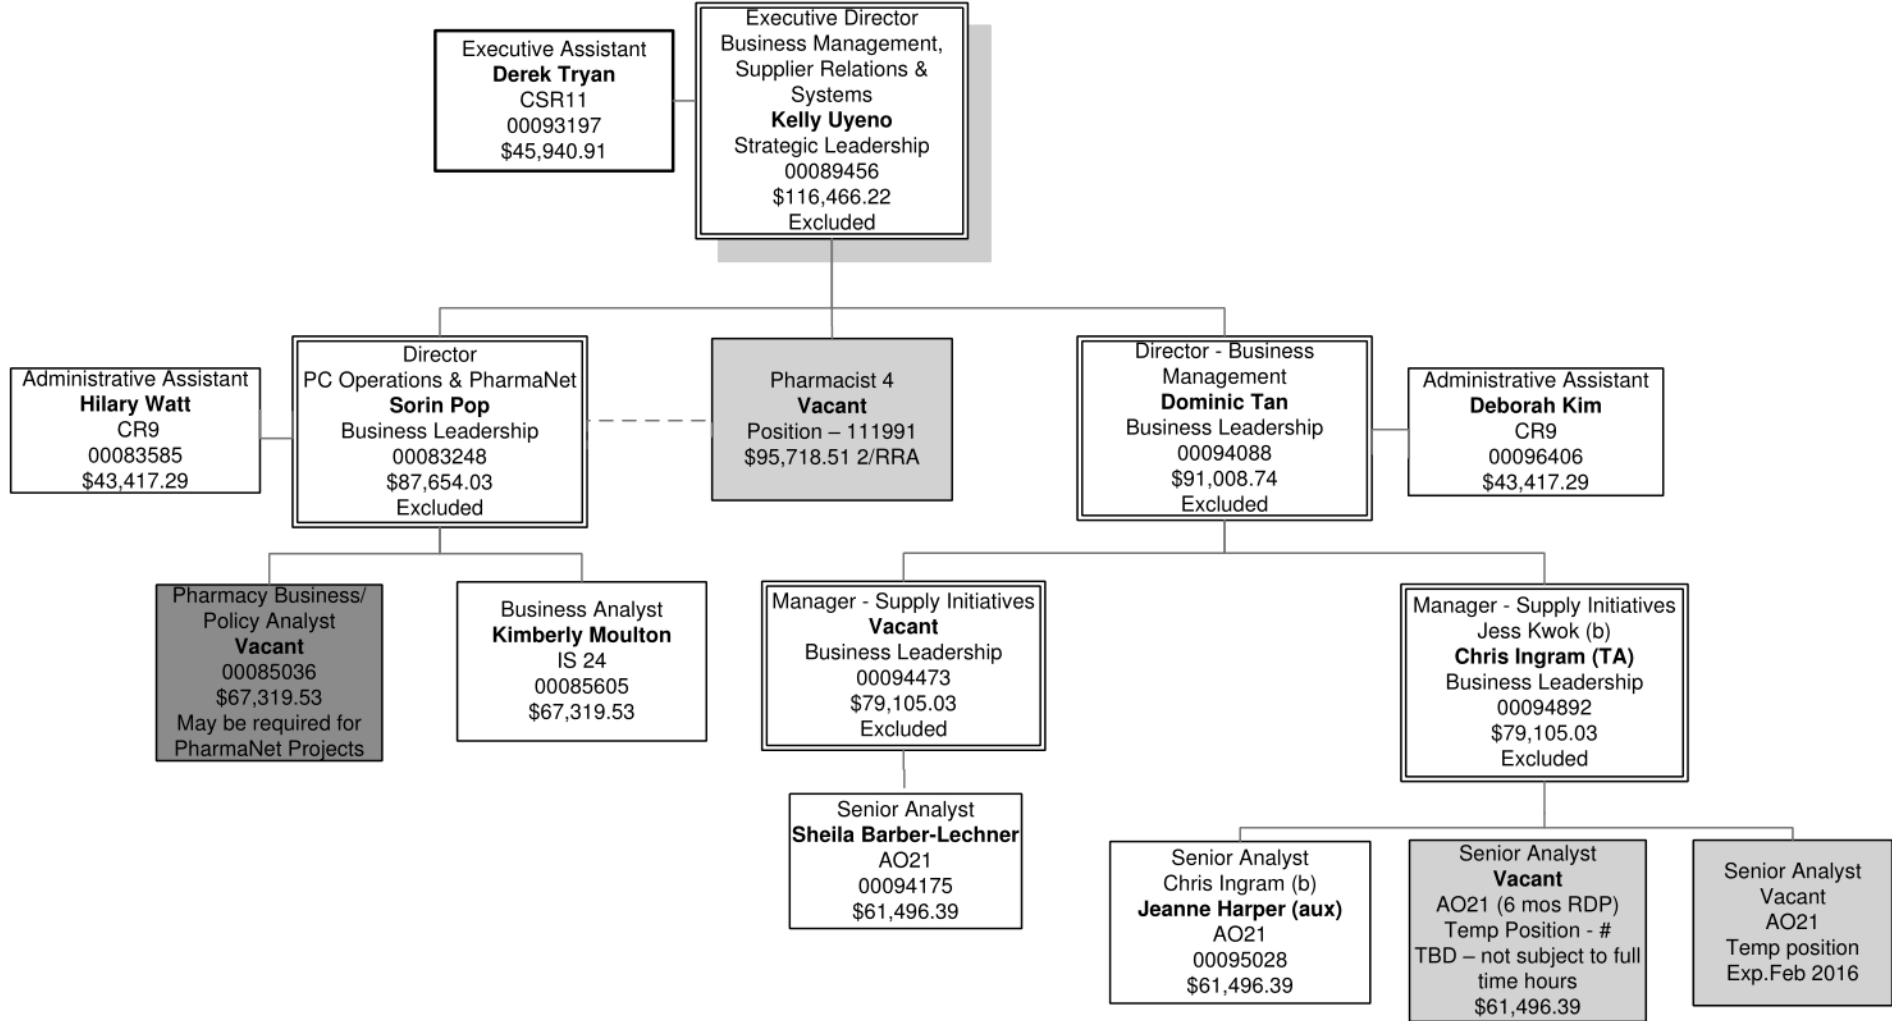 Executive Assistant
Derek Tryan
CSR11
00093197
$45,940.91
Executive Director
Business Management,
Supplier Relations &
Systems
Kelly Uyeno
Strategic Leadership
00089456
$116,466.22
Excluded
Administrative Assistant
Hilary Watt
CR9
00083585
$43,417.29
Director
PC Operations & PharmaNet
Sorin Pop
Business Leadership
00083248
$87,654.03
Excluded
Pharmacist 4
Vacant
Position – 111991
$95,718.51 2/RRA
Director - Business
Management
Dominic Tan
Business Leadership
00094088
$91,008.74
Excluded
Administrative Assistant
Deborah Kim
CR9
00096406
$43,417.29
Pharmacy Business/
Policy Analyst
Vacant
00085036
$67,319.53
May be required for
PharmaNet Projects
Business Analyst
Kimberly Moulton
IS 24
00085605
$67,319.53
Manager - Supply Initiatives
Vacant
Business Leadership
00094473
$79,105.03
Excluded
Manager - Supply Initiatives
Jess Kwok (b)
Chris Ingram (TA)
Business Leadership
00094892
$79,105.03
Excluded
Senior Analyst
Sheila Barber-Lechner
AO21
00094175
$61,496.39
Senior Analyst
Chris Ingram (b)
Jeanne Harper (aux)
AO21
00095028
$61,496.39
Senior Analyst
Vacant
AO21 (6 mos RDP)
Temp Position - #
TBD – not subject to full
time hours
$61,496.39
Senior Analyst
Vacant
AO21
Temp position
Exp.Feb 2016